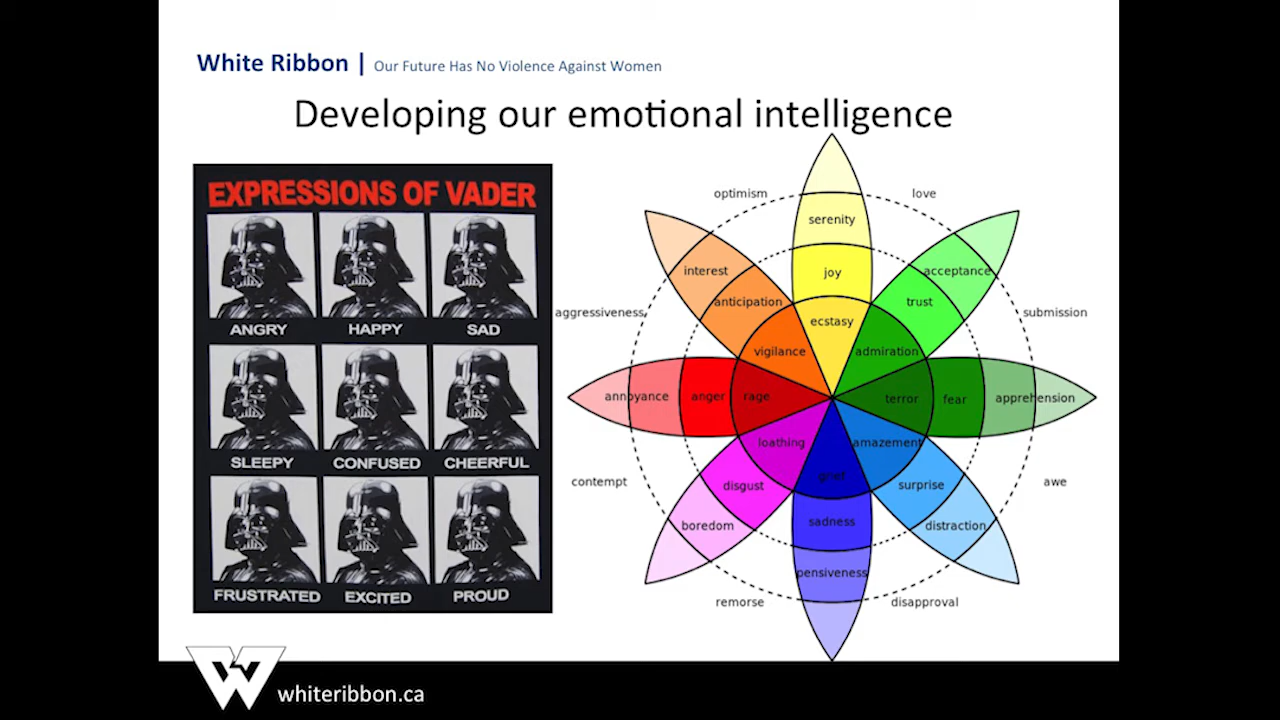 White Ribbon | Our Future Has No Violence Against Women
Developing our emotional intelligence
EXPRESSIONS OF VADER
ANGRY HAPPY SAD
SLEEPY CONFUSED CHEERFUL
FRUSTRATED EXCITED PROUD
optimism love
serenity
interest joy acceptance
anticipation trust
aggressiveness ecstasy submission
vigilance admiration
annoyance anger rage terror fear apprehension
loathing amazement
contempt disgust grief surprise awe
boredom sadness distraction
pensiveness
remorse disapproval
W
whiteribbon.ca